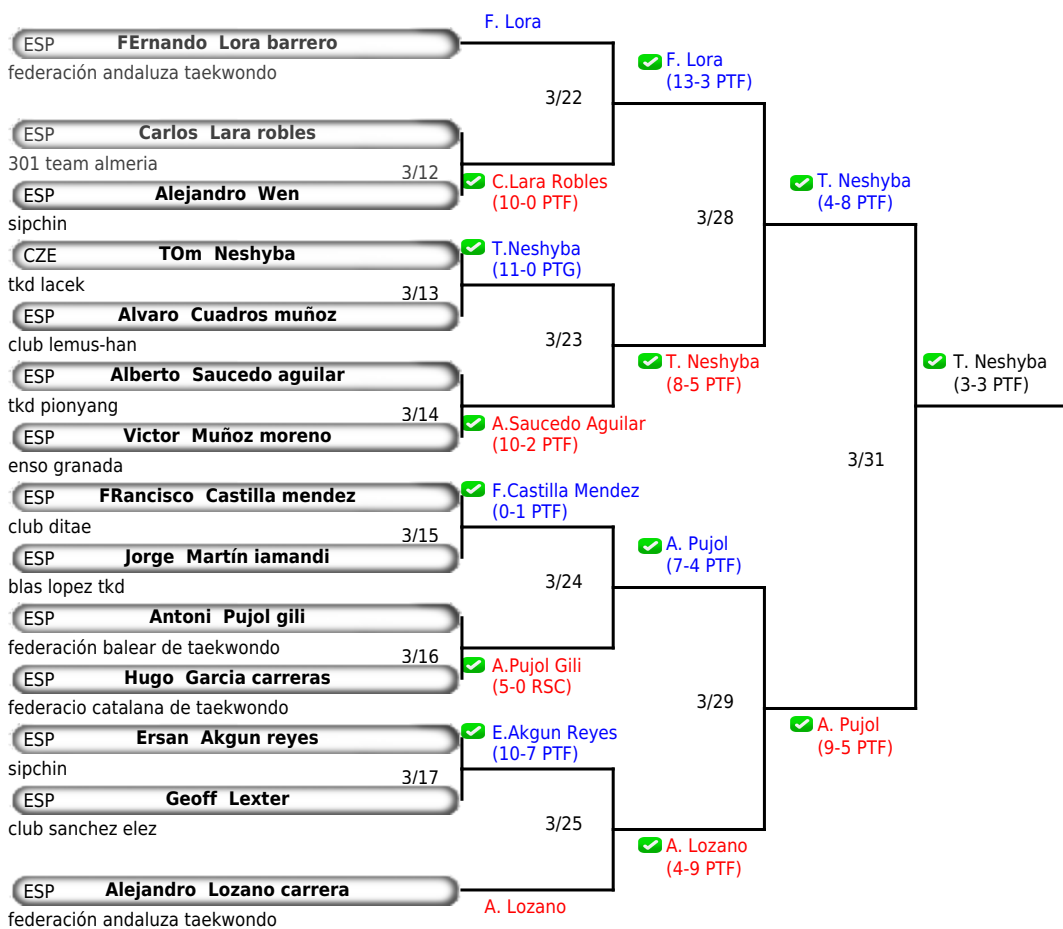 F. Lora
ESP FErnando Lora barrero
federación andaluza taekwondo
F. Lora
(13-3 PTF)
3/22
ESP Carlos Lara robles
301 team almeria
3/12
C.Lara Robles
(10-0 PTF)
ESP Alejandro Wen
sipchin
T. Neshyba
(4-8 PTF)
3/28
CZE TOm Neshyba
tkd lacek
T.Neshyba
(11-0 PTG)
3/13
ESP Alvaro Cuadros muñoz
club lemus-han
3/23
T. Neshyba
(8-5 PTF)
T. Neshyba
(3-3 PTF)
ESP Alberto Saucedo aguilar
tkd pionyang
3/14
A.Saucedo Aguilar
(10-2 PTF)
ESP Victor Muñoz moreno
enso granada
3/31
ESP FRancisco Castilla mendez
club ditae
F.Castilla Mendez
(0-1 PTF)
3/15
A. Pujol
(7-4 PTF)
ESP Jorge Martín iamandi
blas lopez tkd
3/24
ESP Antoni Pujol gili
federación balear de taekwondo
3/16
A.Pujol Gili
(5-0 RSC)
ESP Hugo Garcia carreras
federacio catalana de taekwondo
3/29
A. Pujol
(9-5 PTF)
ESP Ersan Akgun reyes
sipchin
E.Akgun Reyes
(10-7 PTF)
3/17
ESP Geoff Lexter
club sanchez elez
3/25
A. Lozano
(4-9 PTF)
ESP Alejandro Lozano carrera
federación andaluza taekwondo
A. Lozano